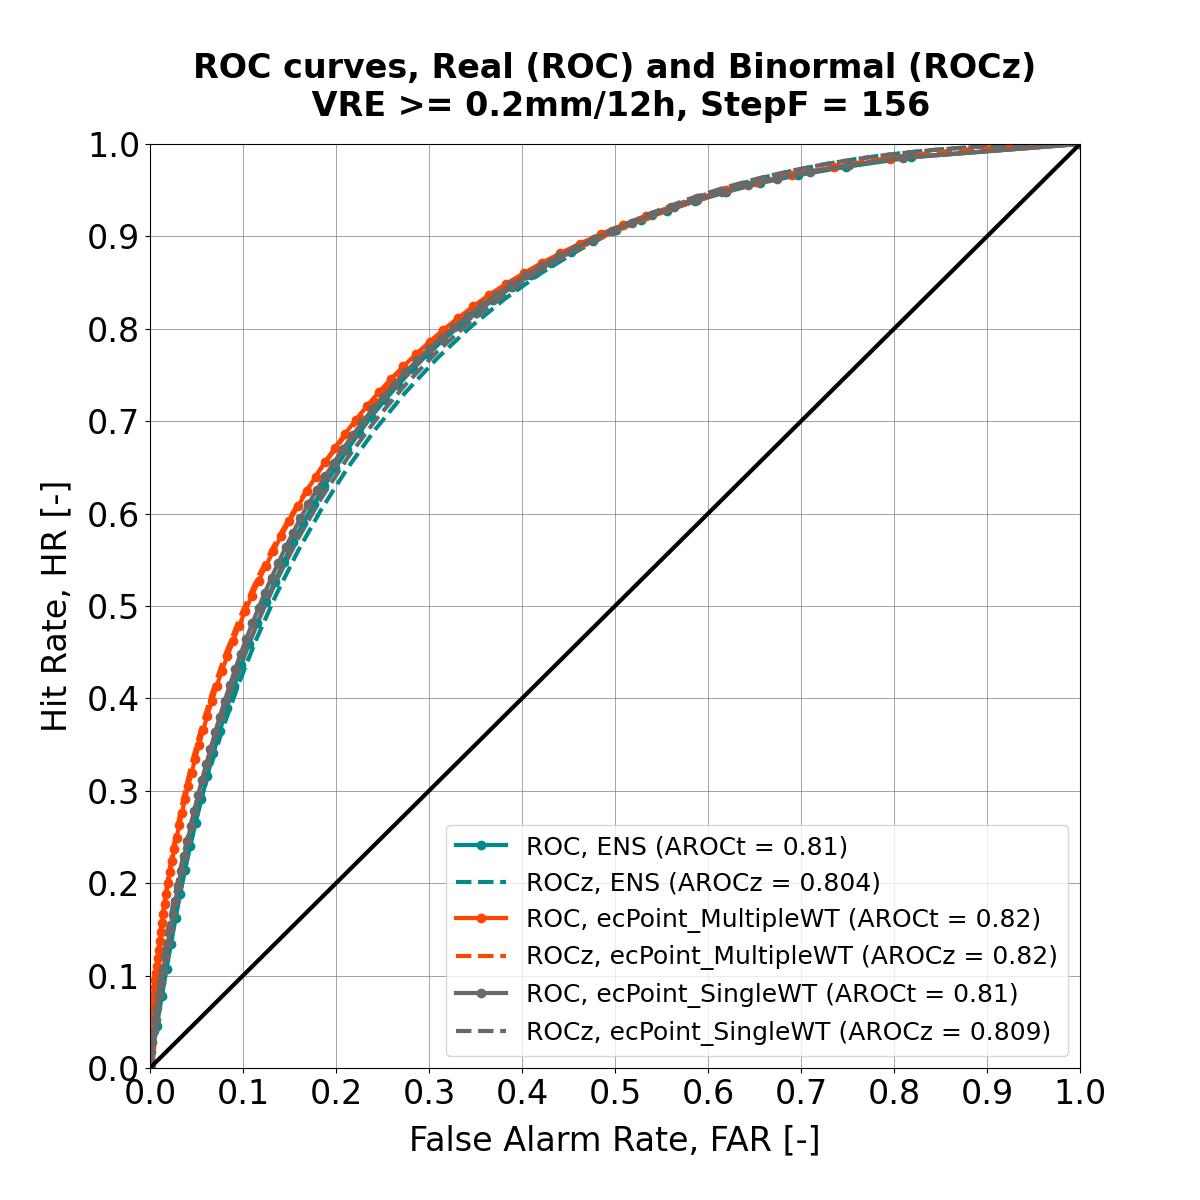 ROC curves, Real (ROC) and Binormal (ROCz)
VRE >= 0.2mm/12h, StepF = 156
1.0
0.9
0.8
0.7
0.6
0.5
0.4
0.3
0.2
0.1
0.0
Hit Rate, HR [-]
ROC, ENS (AROCt = 0.81)
ROCz, ENS (AROCz = 0.804)
ROC, ecPoint_MultipleWT (AROCt = 0.82)
ROCz, ecPoint_MultipleWT (AROCz = 0.82)
ROC, ecPoint_SingleWT (AROCt = 0.81)
ROCz, ecPoint_SingleWT (AROCz = 0.809)
0.0 0.1 0.2 0.3 0.4 0.5 0.6 0.7 0.8 0.9 1.0
False Alarm Rate, FAR [-]